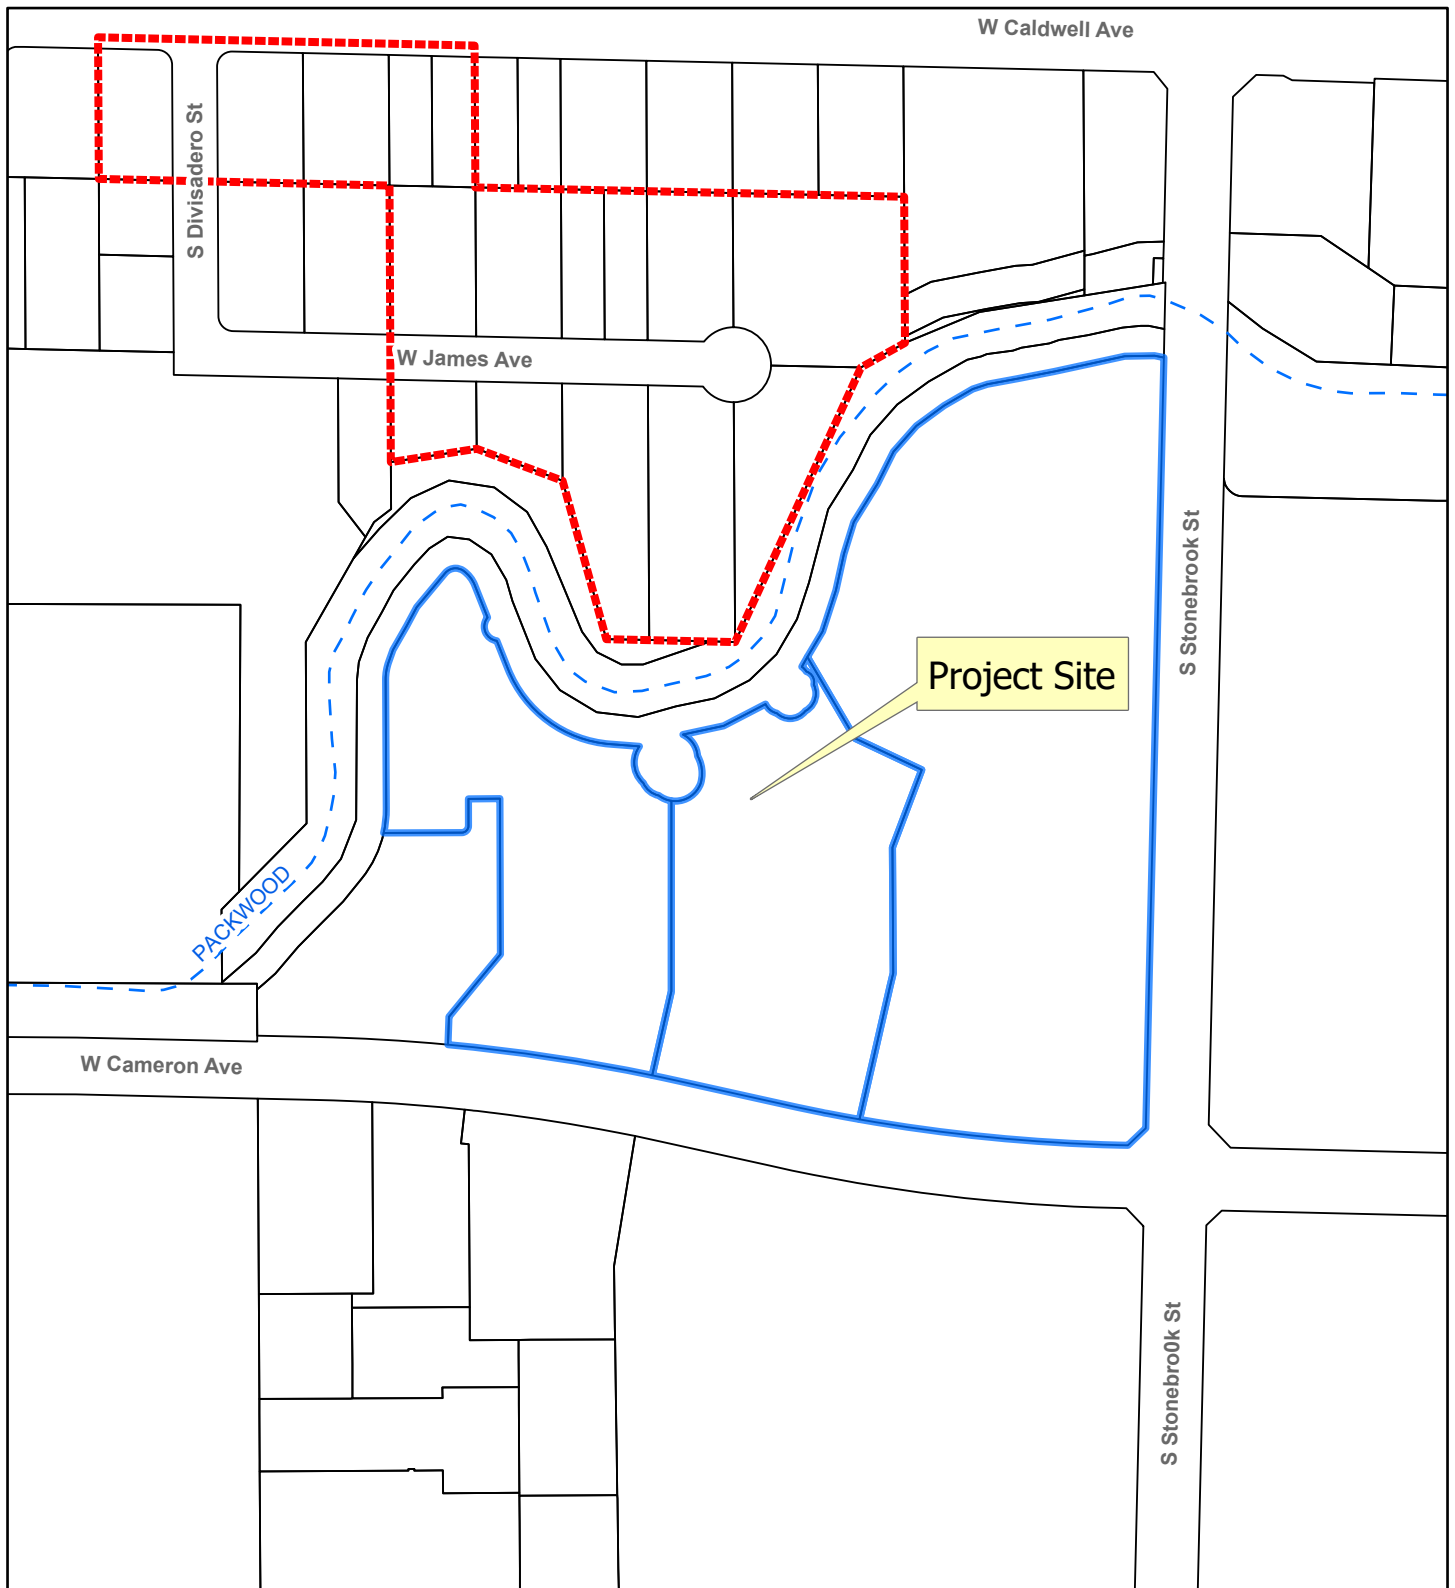 W Caldwell Ave
S Divisadero St
W James Ave
S Stonebrook St
Project Site
PACKWOOD
W Cameron Ave
S Stonebro0k St